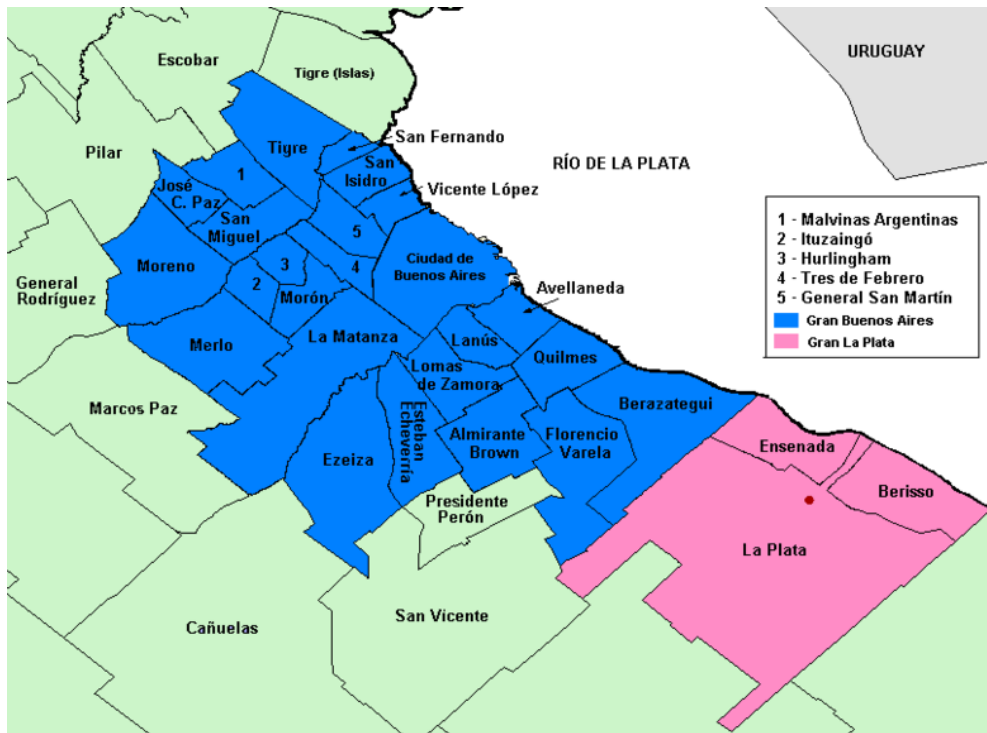 Escobar
Tigre (Islas)
URUGUAY
Pilar
Tigre
San Fernando
San
Isidro
RÍO DE LA PLATA
1
José
C. Paz
Vicente López
San
Miguel
5
1 - Malvinas Argentinas
2 - Ituzaingó
3 - Hurlingham
4 - Tres de Febrero
5 - General San Martín
Gran Buenos Aires
Gran La Plata
Moreno
3
4
Ciudad de
Buenos Aires
General
Rodríguez
2
Morón
Avellaneda
La Matanza
Merlo
Lanús
Quilmes
Lomas
de Zamora
Marcos Paz
Esteban
Echeverría
Berazategui
Almirante
Brown
Florencio
Varela
Ezeiza
Ensenada
Presidente
Perón
Berisso
La Plata
San Vicente
Cañuelas